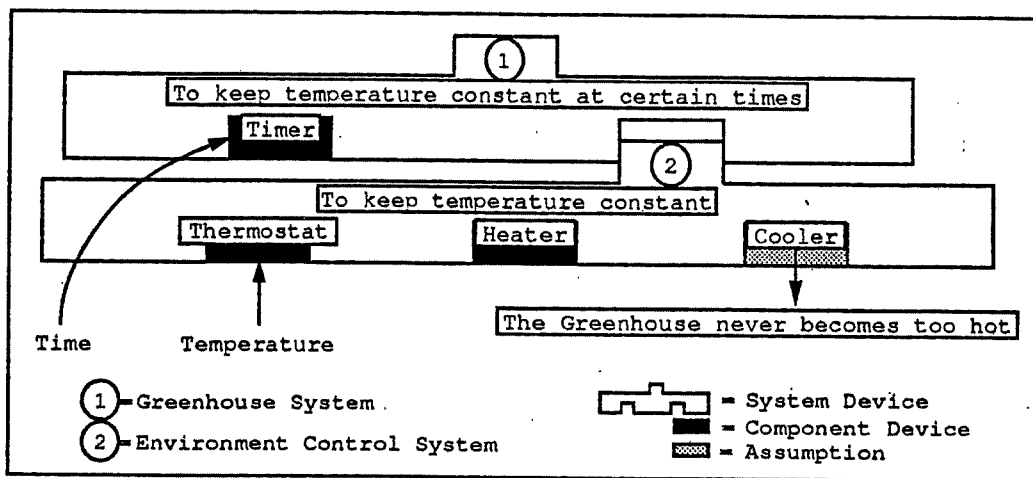 1
To keep temperature constant at certain times
Timer
2
To keep temperature constant
Thermostat
Heater
Cooler
The Greenhouse never becomes too hot
Time
Temperature
1 = Greenhouse System
2 = Environment Control System
= System Device
= Component Device
= Assumption